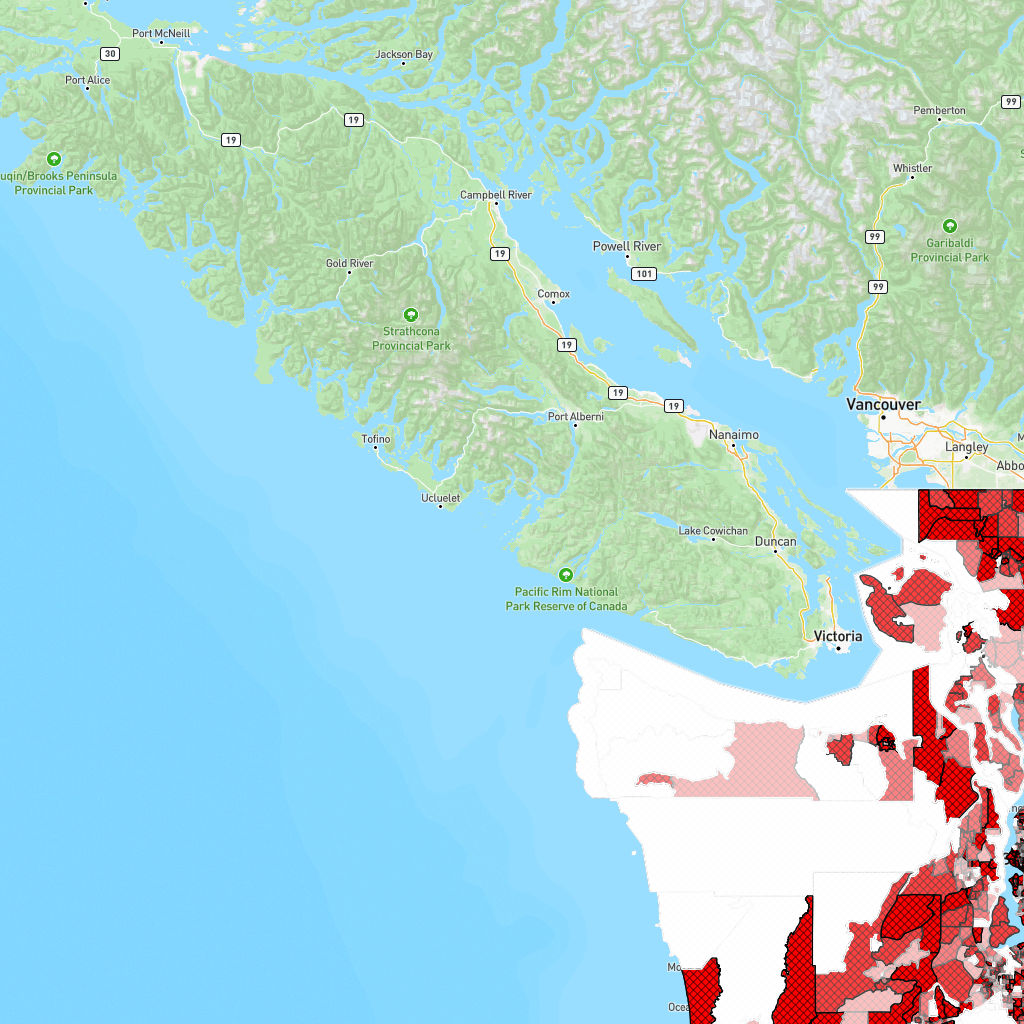 Port McNeill
30
Jackson Bay
Port Alice
99
19
19
Pemberton
uqin/Brooks Peninsula
Provincial Park
Whistler
Campbell River
99
Garibaldi
Provincial Park
Powell River
19
Gold River
101
99
Comox
Strathcona
Provincial Park
19
19
19
Vancouver
Port Alberni
Nanaimo
Tofino
Langley
Abbo
Ucluelet
Lake Cowichan
Duncan
Pacific Rim National
Park Reserve of Canada
Victoria
Mo
Ocea